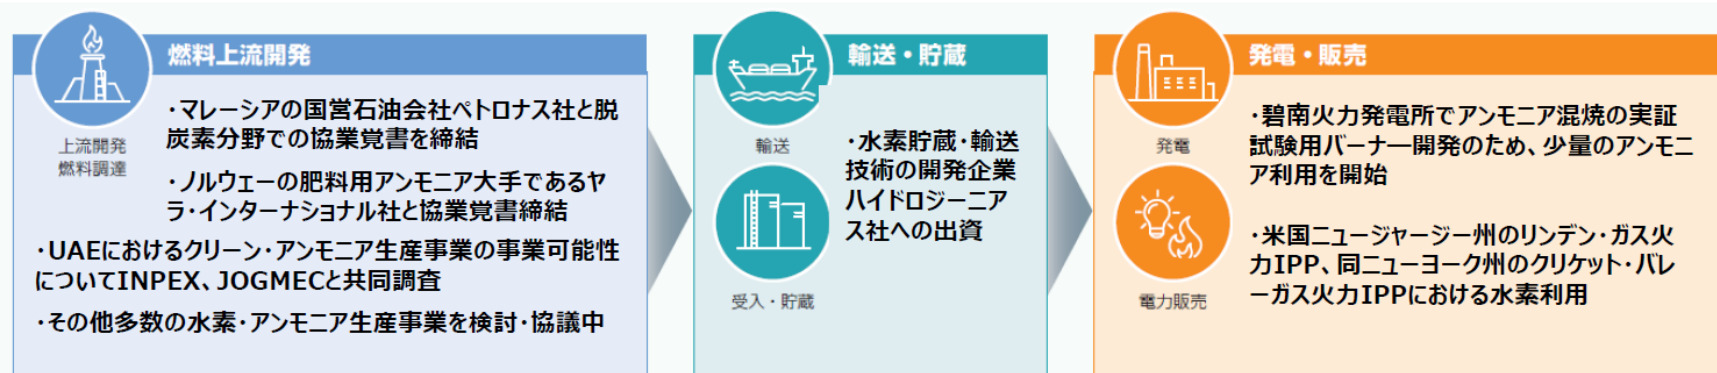 燃料上流開発
上流開発
燃料調達
・マレーシアの国営石油会社ペトロナス社と脱
炭素分野での協業覚書を締結
・ノルウェーの肥料用アンモニア大手であるヤ
ラ・インターナショナル社と協業覚書締結
・UAEにおけるクリーン・アンモニア生産事業の事業可能性
についてINPEX、JOGMECと共同調査
・その他多数の水素・アンモニア生産事業を検討・協議中
輸送・貯蔵
輸送
受入・貯蔵
・水素貯蔵・輸送
技術の開発企業
ハイドロジーニア
ス社への出資
発電・販売
発電
電力販売
・碧南火力発電所でアンモニア混焼の実証
試験用バーナー開発のため、少量のアンモニ
ア利用を開始
・米国ニュージャージー州のリンデン・ガス火
力IPP、同ニューヨーク州のクリケット・バレ
ーガス火力IPPにおける水素利用